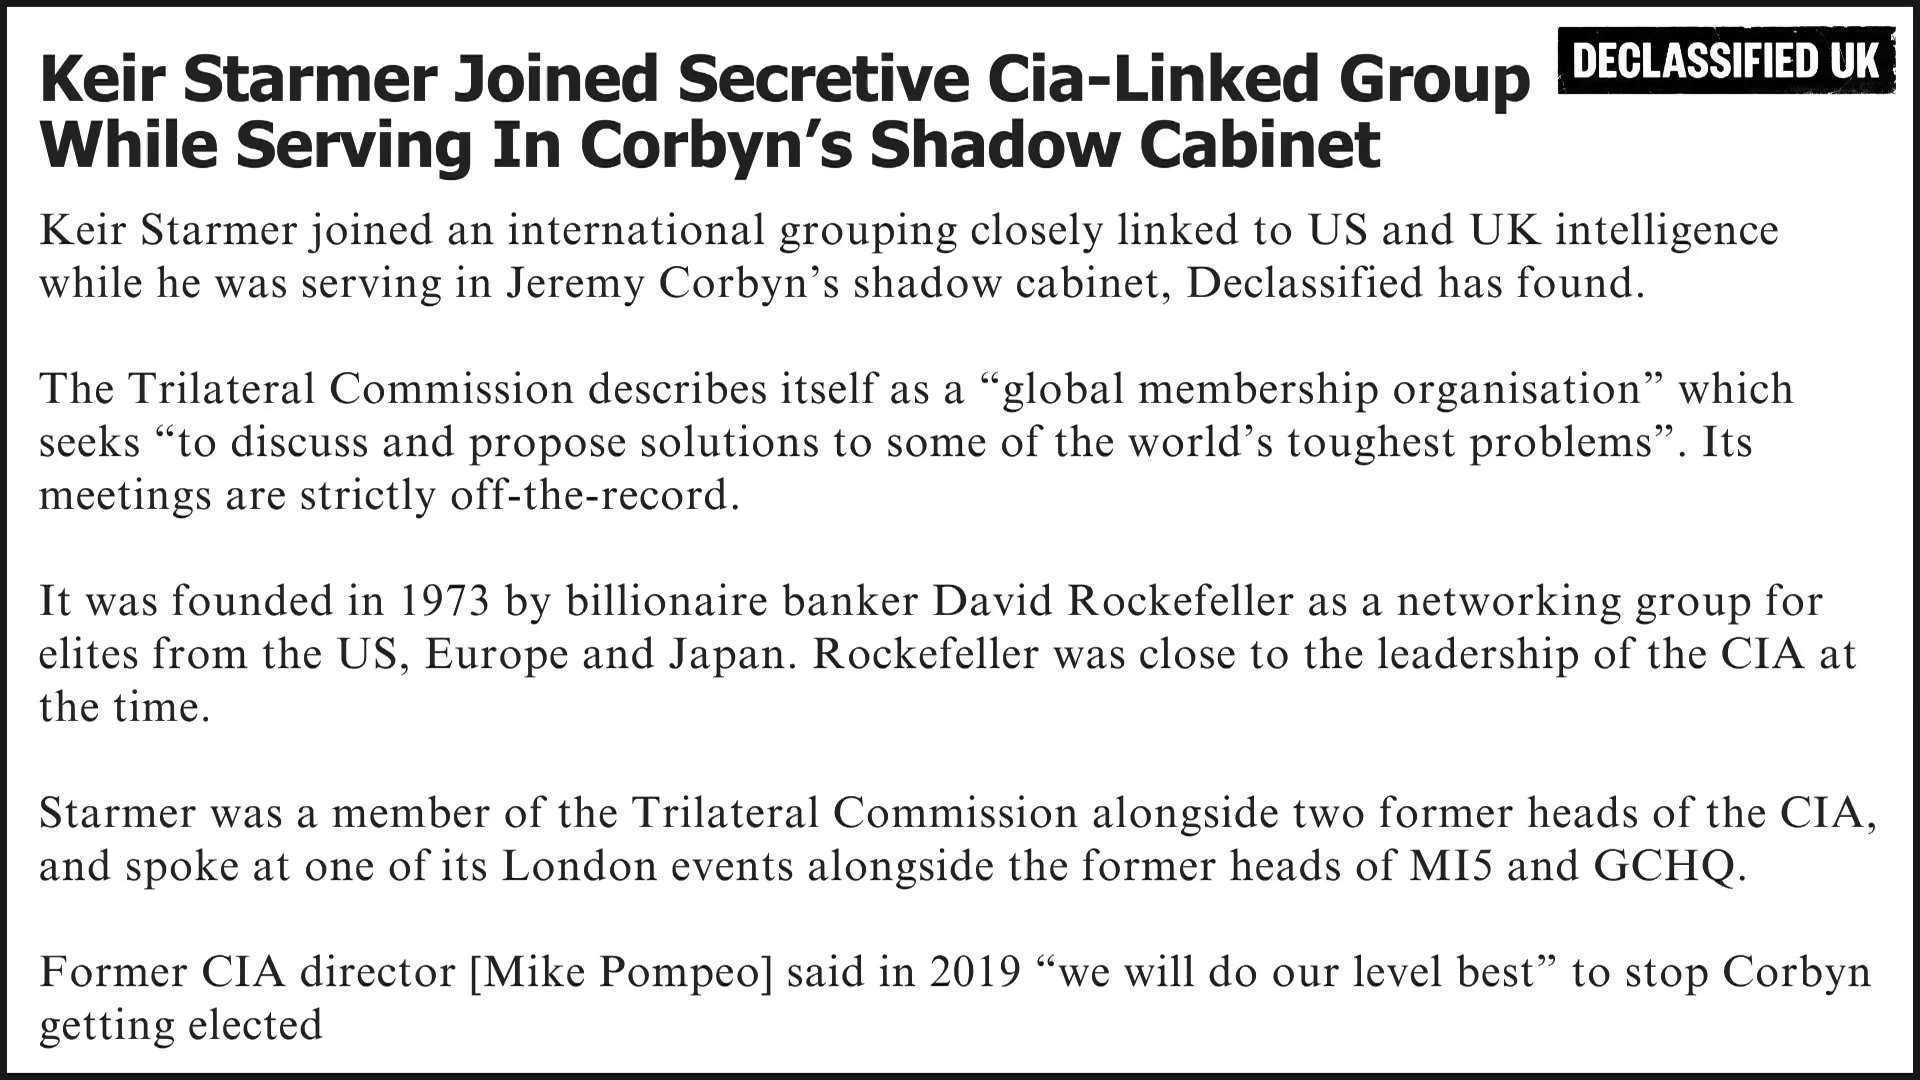 Keir Starmer Joined Secretive Cia-Linked Group
DECLASSIFIED UK
While Serving In Corbyn’s Shadow Cabinet
Keir Starmer joined an international grouping closely linked to US and UK intelligence
while he was serving in Jeremy Corbyn’s shadow cabinet, Declassified has found.
The Trilateral Commission describes itself as a “global membership organisation” which
seeks “to discuss and propose solutions to some of the world’s toughest problems”. Its
meetings are strictly off-the-record.
It was founded in 1973 by billionaire banker David Rockefeller as a networking group for
elites from the US, Europe and Japan. Rockefeller was close to the leadership of the CIA at
the time.
Starmer was a member of the Trilateral Commission alongside two former heads of the CIA,
and spoke at one of its London events alongside the former heads of MI5 and GCHQ.
Former CIA director [Mike Pompeo] said in 2019 “we will do our level best” to stop Corbyn
getting elected